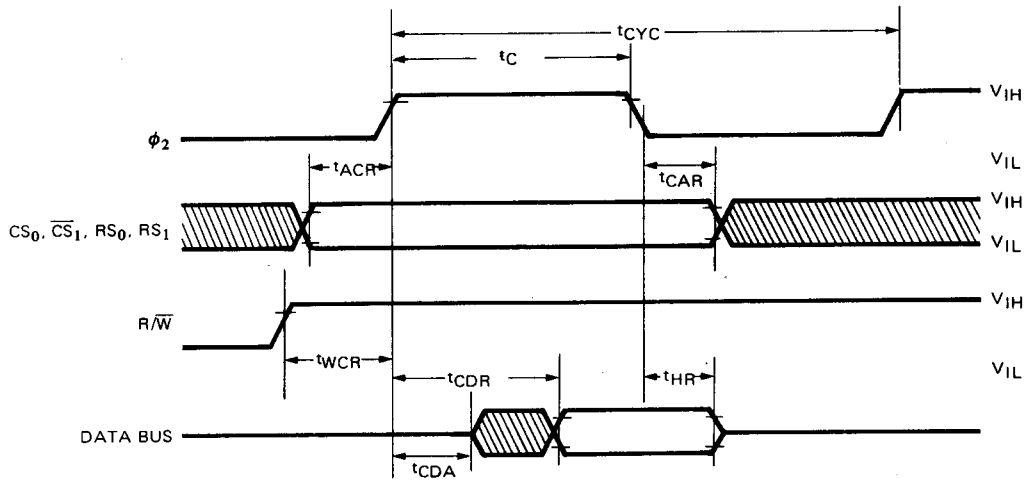 tCYC
tC
VIH
ϕ2
tACR
tCAR
VIL
VIH
CS0, C̅S̅1, RS0, RS1
VIL
R/W̅
VIH
tWCR
tCDR
tHR
VIL
DATA BUS
tCDA